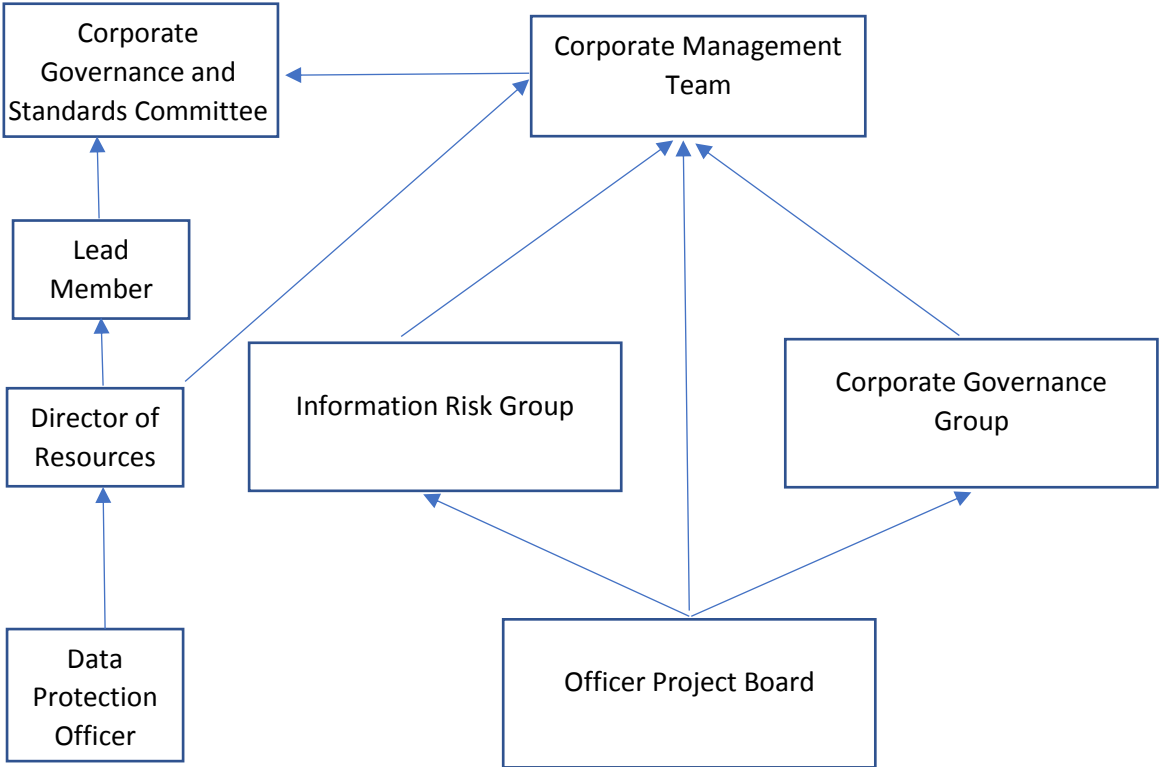 Corporate
Governance and
Standards Committee
Corporate Management
Team
Lead
Member
Director of
Resources
Information Risk Group
Corporate Governance
Group
Data
Protection
Officer
Officer Project Board